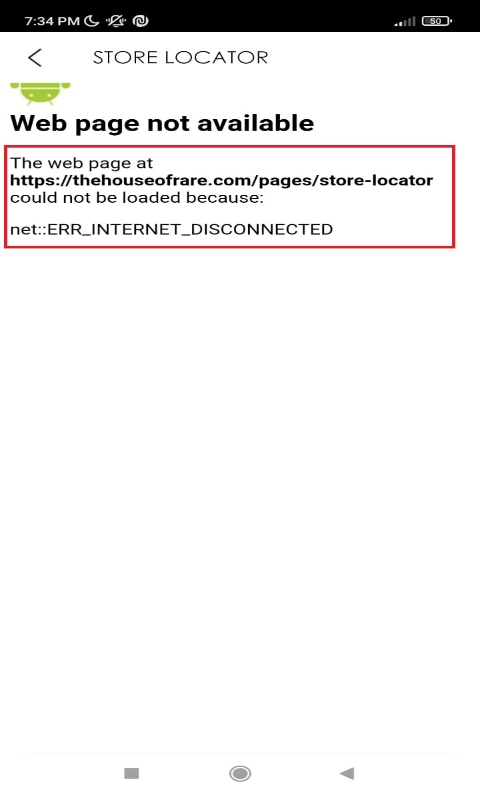 7:34 PM
50
STORE LOCATOR
Web page not available
The web page at
https://thehouseofrare.com/pages/store-locator
could not be loaded because:
net::ERR_INTERNET_DISCONNECTED